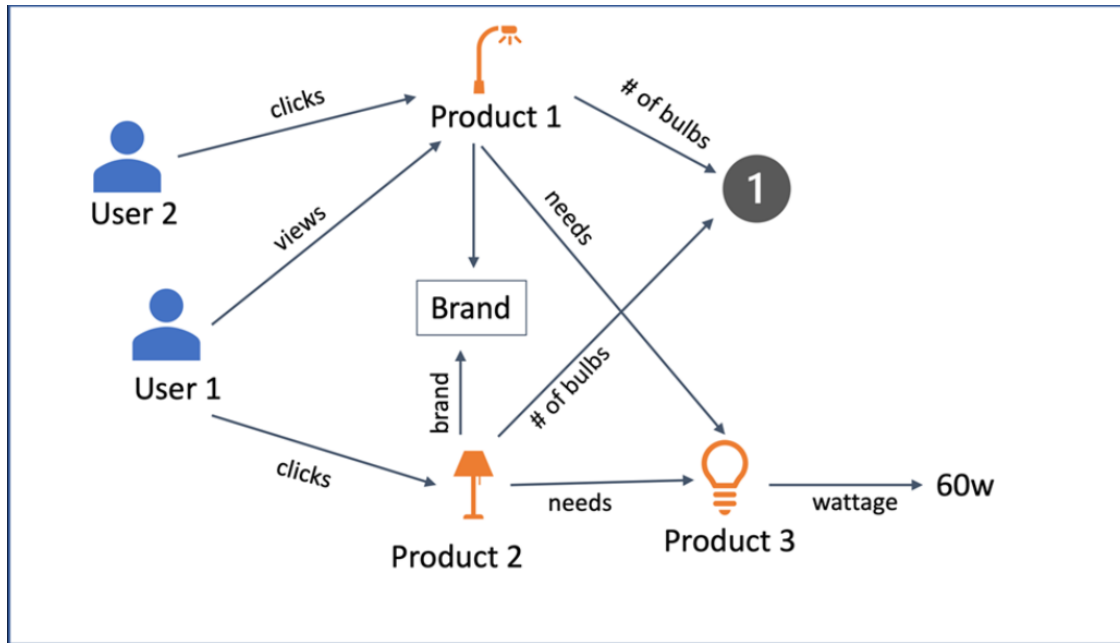 clicks
# of bulbs
Product 1
1
User 2
views
needs
Brand
User 1
brand
# of bulbs
clicks
needs
wattage
60w
Product 2
Product 3